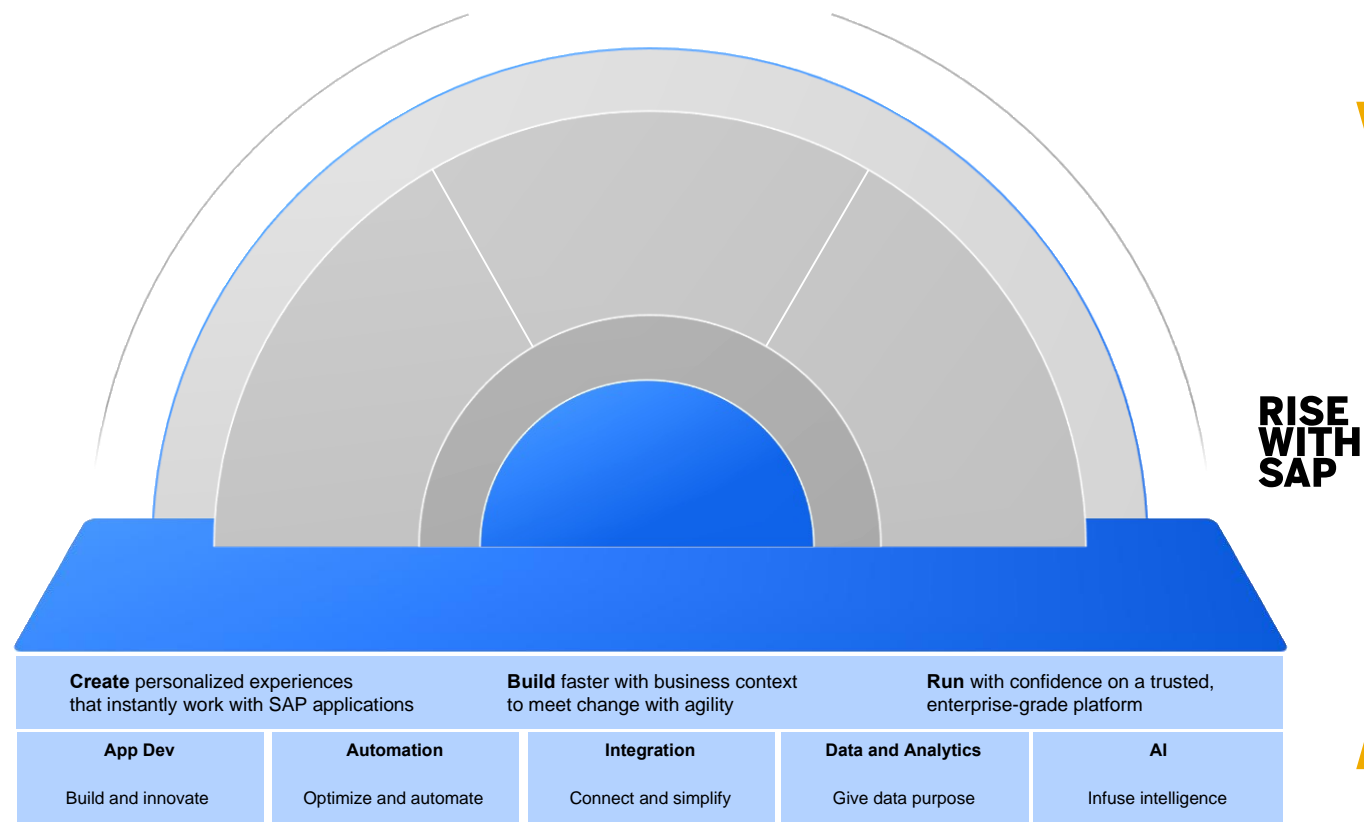 RISE
WITH
SAP
Create personalized experiences
that instantly work with SAP applications
Build faster with business context
to meet change with agility
Run with confidence on a trusted,
enterprise-grade platform
App Dev
Build and innovate
Automation
Optimize and automate
Integration
Connect and simplify
Data and Analytics
Give data purpose
AI
Infuse intelligence